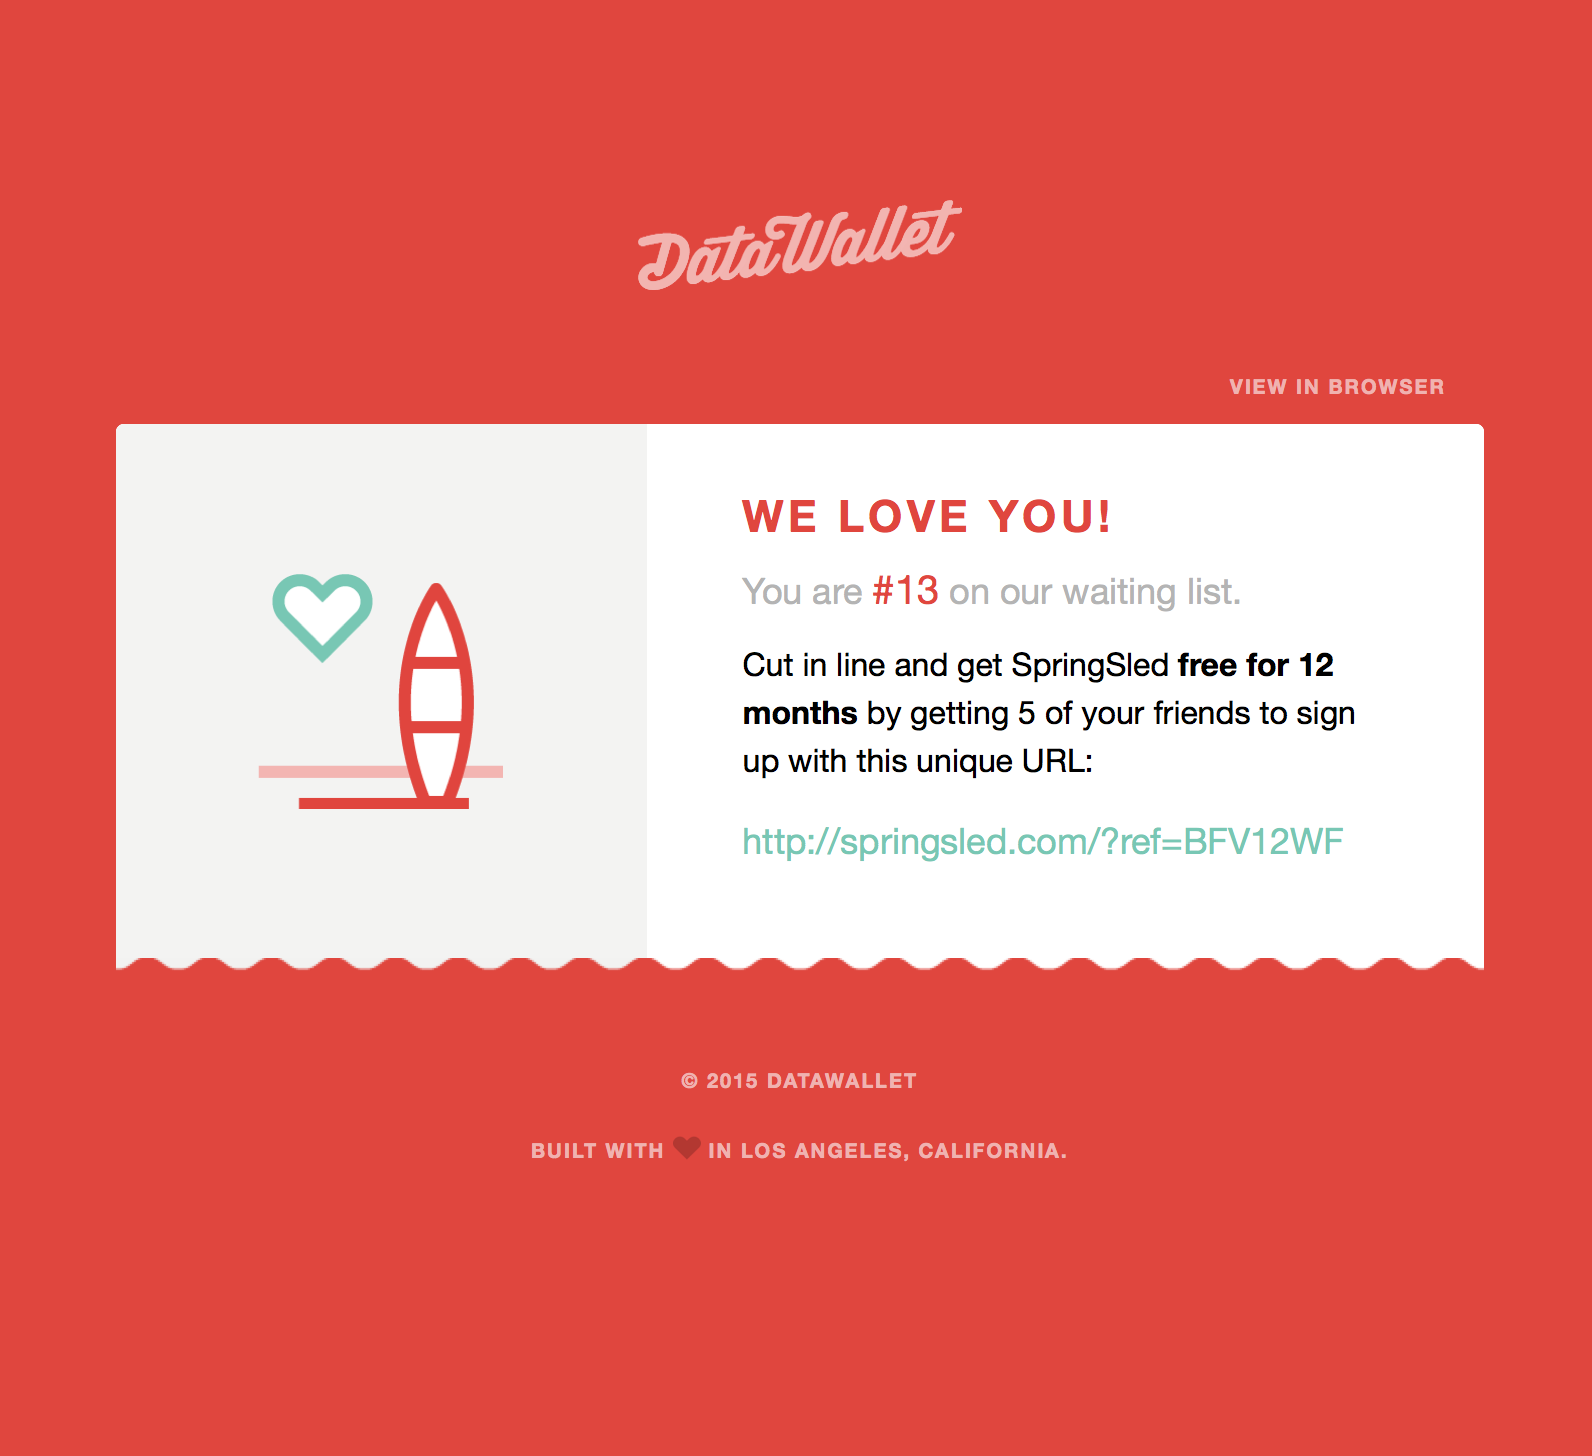 DataWallet
VIEW IN BROWSER
WE LOVE YOU!
You are #13 on our waiting list.
Cut in line and get SpringSled free for 12
months by getting 5 of your friends to sign
up with this unique URL:
http://springsled.com/?ref=BFV12WF
© 2015 DATAWALLET
BUILT WITH ❤ IN LOS ANGELES, CALIFORNIA.